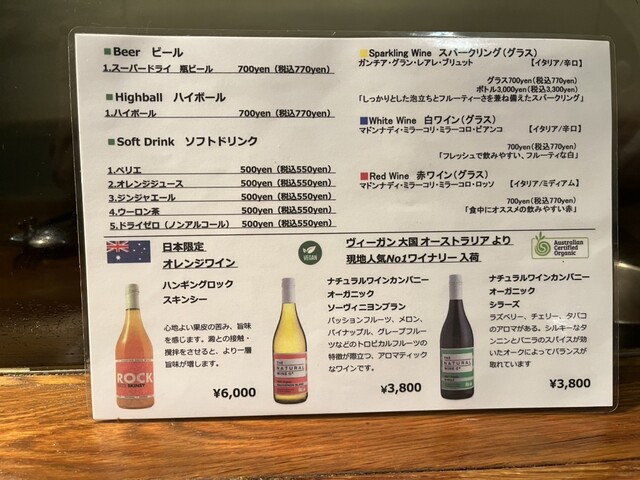 ■Beer ビール
1.スーパードライ 瓶ビール 700yen（税込770yen）
■Highball ハイボール
1.ハイボール 700yen（税込770yen）
■Soft Drink ソフトドリンク
1.ペリエ 500yen（税込550yen）
2.オレンジジュース 500yen（税込550yen）
3.ジンジャエール 500yen（税込550yen）
4.ウーロン茶 500yen（税込550yen）
5.ドライゼロ（ノンアルコール） 500yen（税込550yen）
■Sparkling Wine スパークリング（グラス）
ガンチア・グラン・レアレ・ブリュット 【イタリア/辛口】
グラス700yen（税込770yen）
ボトル3,000yen（税込3,300yen）
「しっかりとした泡立ちとフルーティーさを兼ね備えたスパークリング」
■White Wine 白ワイン（グラス）
マドンナディ・ミラーコリ・ミラーコロ・ビアンコ 【イタリア/辛口】
700yen（税込770yen）
「フレッシュで飲みやすい、フルーティな白」
■Red Wine 赤ワイン（グラス）
マドンナディ・ミラーコリ・ミラーコロ・ロッソ 【イタリア/ミディアム】
700yen（税込770yen）
「食中にオススメの飲みやすい赤」
日本限定
オレンジワイン
ハンギングロック
スキンシー
心地よい果皮の苦み、旨味
を感じます。澱との接触・
撹拌をさせると、より一層
旨味が増します。
ROCK
¥6,000
VEGAN
ヴィーガン大国オーストラリアより
現地人気No1ワイナリー入荷
Australian
Certified
Organic
ナチュラルワインカンパニー
オーガニック
ソーヴィニヨンブラン
パッションフルーツ、メロン、
パイナップル、グレープフルー
ツなどのトロピカルフルーツの
特徴が際立つ、アロマティック
なワインです。
THE
NATURAL
WINE Cº
¥3,800
ナチュラルワインカンパニー
オーガニック
シラーズ
ラズベリー、チェリー、タバコ
のアロマがある。シルキーなタ
ンニンとバニラのスパイスが効
いたオークによってバランスが
取れています
THE
NATURAL
WINE Cº
¥3,800